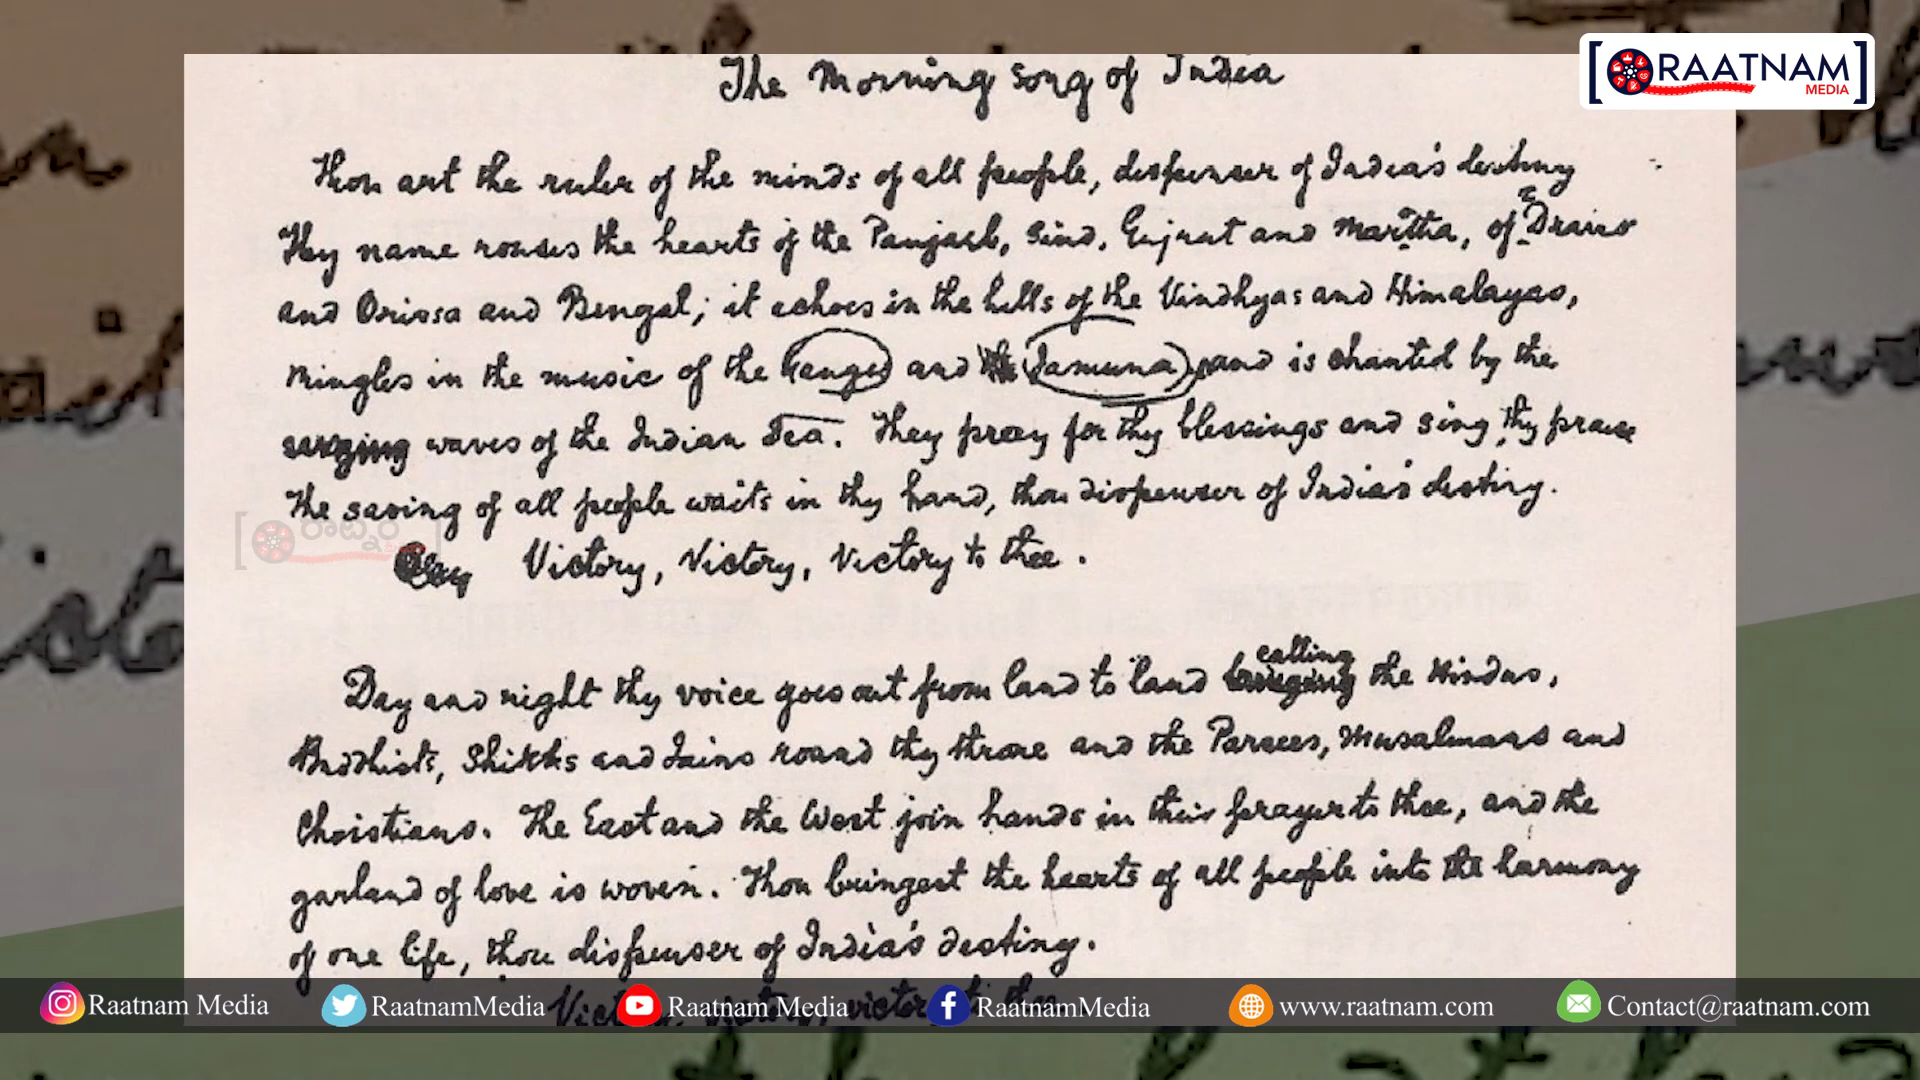 RAATNAM
MEDIA
The Morning Song of India
Thou art the ruler of the minds of all people, dispenser of India's destiny
Thy name rouses the hearts of the Panjaub, Sind, Gujrat and Maratha, of Dravid
and Orissa and Bengal; it echoes in the hills of the Vindhyas and Himalayas,
mingles in the music of the Ganges and Jamuna and is chanted by the
waves of the Indian Sea. They pray for thy blessings and sing thy praise
The saving of all people waits in thy hand, thou dispenser of India's destiny.
Victory, Victory, Victory to thee.
Day and night thy voice goes out from land to land calling the Hindus,
Buddhists, Shikhs and Jains round thy throne and the Parsees, Musalmans and
Christians. The East and the West join hands in their prayer to thee, and the
garland of love is woven. Thou bringest the hearts of all people into the harmony
of one life, thou dispenser of India's destiny.
Victory, victory, victory to thee
Raatnam Media RaatnamMedia Raatnam Media RaatnamMedia www.raatnam.com Contact@raatnam.com